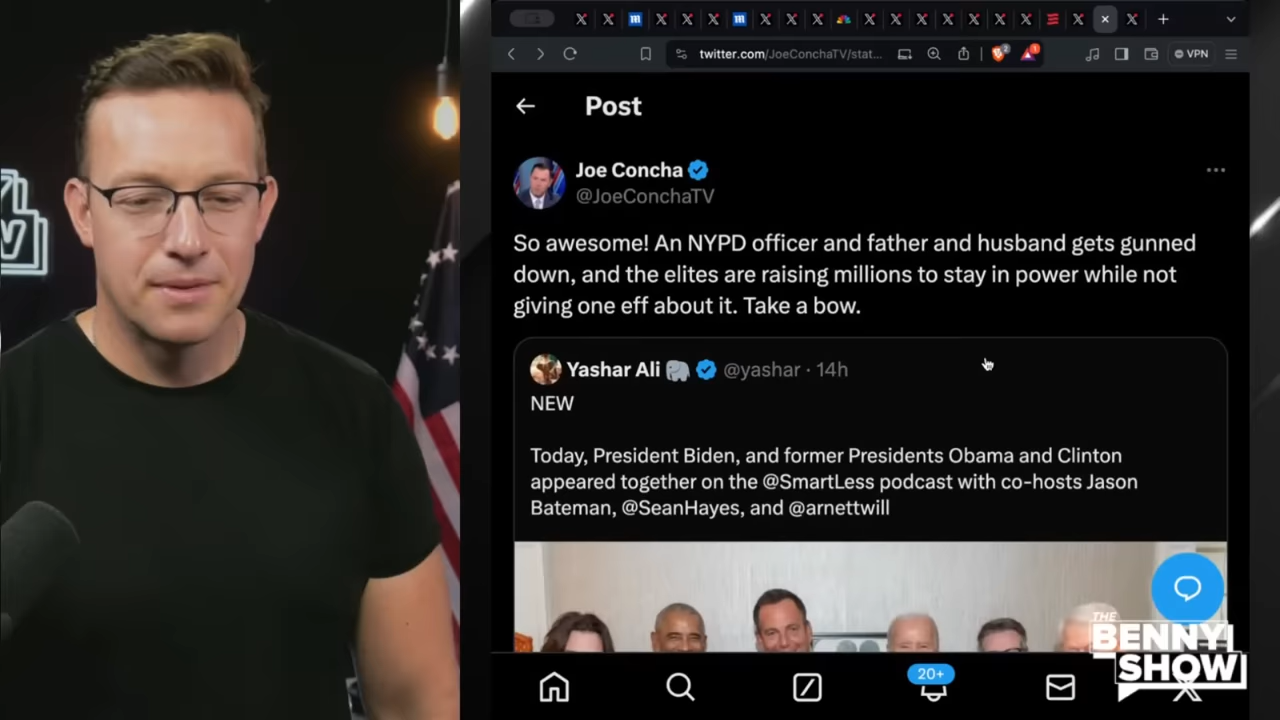 twitter.com/JoeConchaTV/stat...
2
1
VPN
Post
Joe Concha
@JoeConchaTV
So awesome! An NYPD officer and father and husband gets gunned
down, and the elites are raising millions to stay in power while not
giving one eff about it. Take a bow.
Yashar Ali 🐘 @yashar · 14h
NEW
Today, President Biden, and former Presidents Obama and Clinton
appeared together on the @SmartLess podcast with co-hosts Jason
Bateman, @SeanHayes, and @arnettwill
20+
THE
BENNY
SHOW